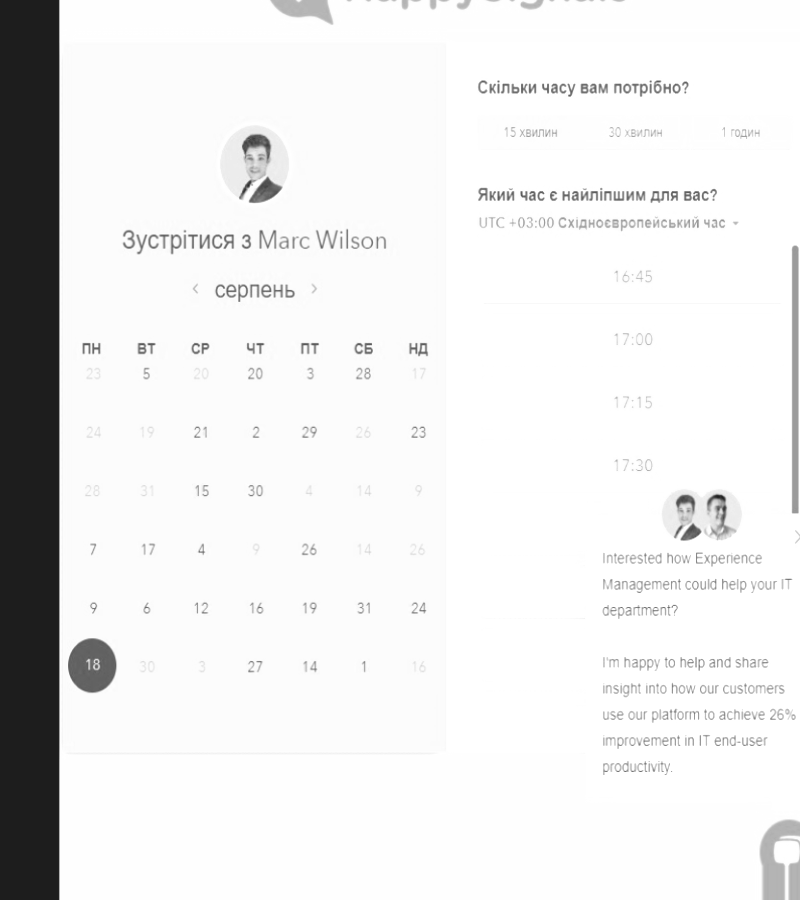 Зустрітися з Marc Wilson
серпень
ПН ВТ СР ЧТ ПТ СБ НД
23 5 20 20 3 28 17
24 19 21 2 29 26 23
28 31 15 30 4 14 9
7 17 4 9 26 14 26
9 6 12 16 19 31 24
18 30 3 27 14 1 16
Скільки часу вам потрібно?
15 хвилин 30 хвилин 1 годин
Який час є найліпшим для вас?
UTC +03:00 Східноєвропейський час
16:45
17:00
17:15
17:30
Interested how Experience
Management could help your IT
department?
I'm happy to help and share
insight into how our customers
use our platform to achieve 26%
improvement in IT end-user
productivity.